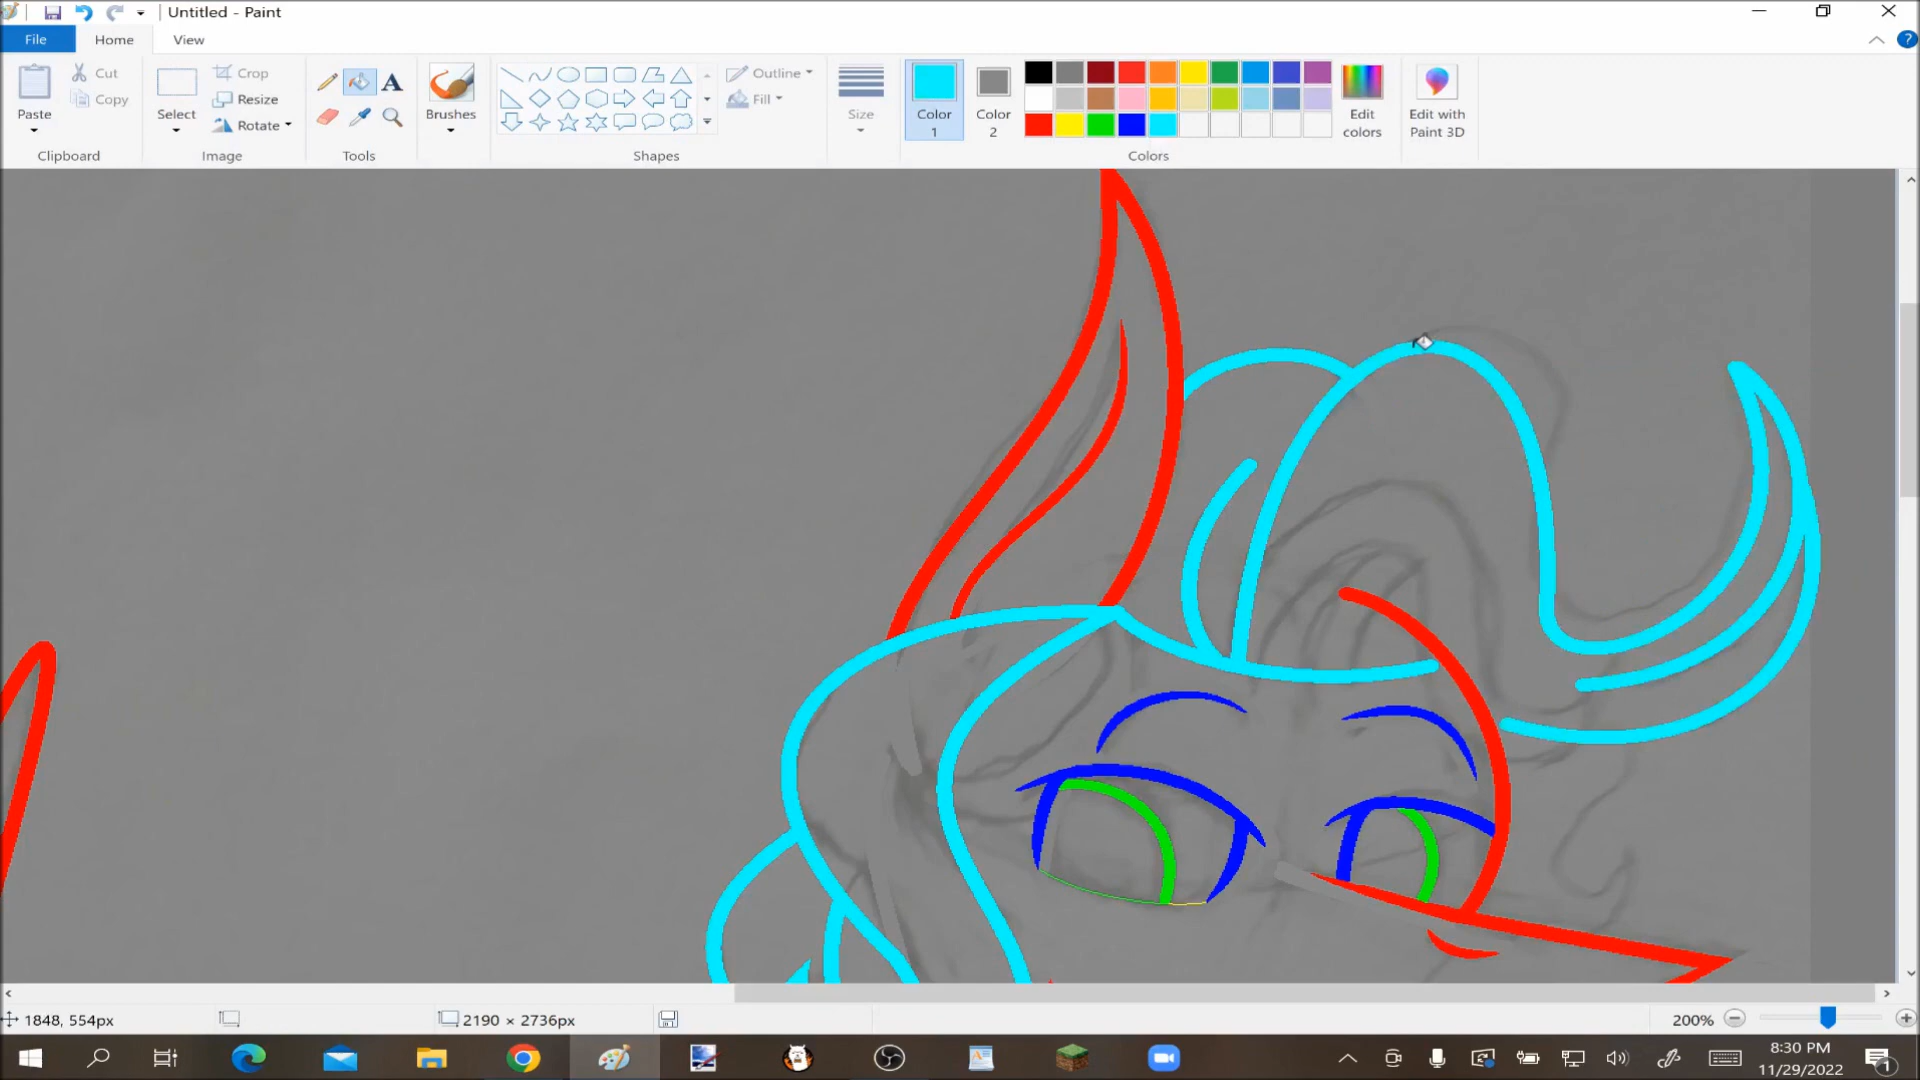 Untitled - Paint
File
Home
View
Paste
Cut
Copy
Clipboard
Select
Crop
Resize
Rotate
Image
A
Tools
Brushes
Shapes
Outline
Fill
Size
Color 1
Color 2
Colors
Edit colors
Edit with Paint 3D
?
1848, 554px
2190 × 2736px
200%
8:30 PM
11/29/2022
1